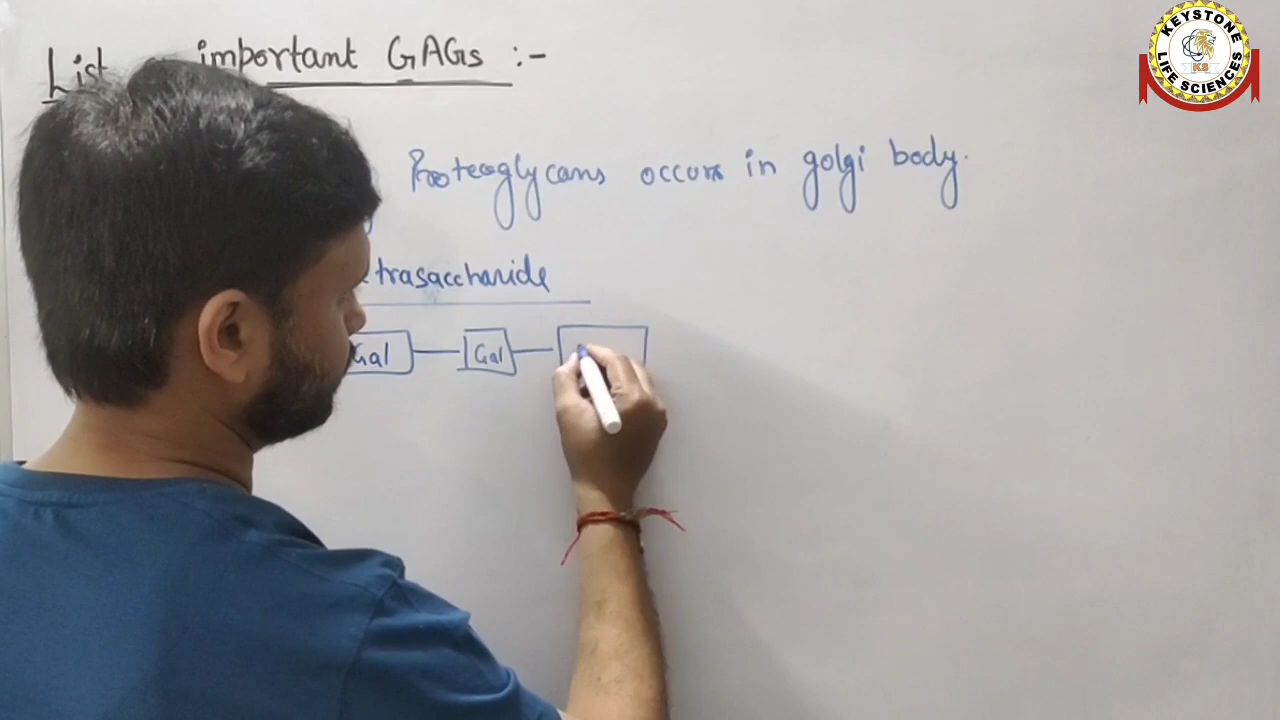 List important GAGs :-
Proteoglycans occurs in golgi body.
trasaccharide
Gal Gal
KEYSTONE
KS
LIFE SCIENCES